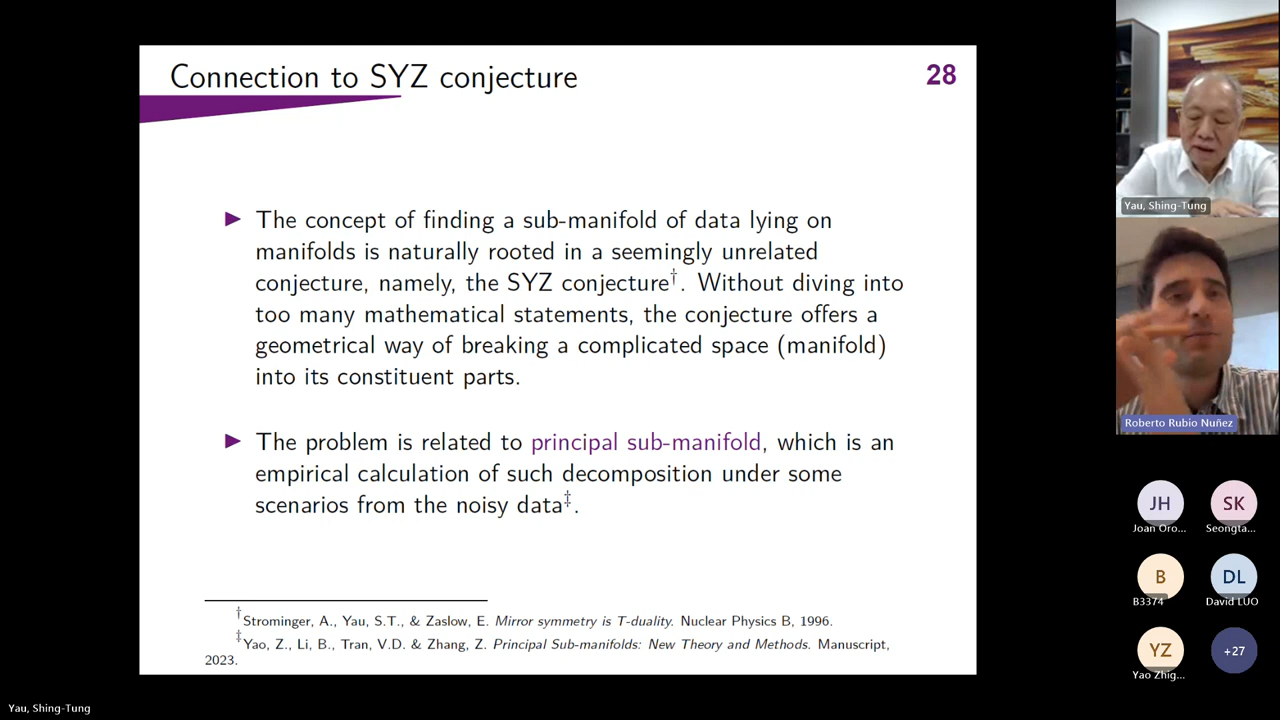 Connection to SYZ conjecture
28
▶ The concept of finding a sub-manifold of data lying on
manifolds is naturally rooted in a seemingly unrelated
conjecture, namely, the SYZ conjecture†. Without diving into
too many mathematical statements, the conjecture offers a
geometrical way of breaking a complicated space (manifold)
into its constituent parts.
▶ The problem is related to principal sub-manifold, which is an
empirical calculation of such decomposition under some
scenarios from the noisy data‡.
†Strominger, A., Yau, S.T., & Zaslow, E. Mirror symmetry is T-duality. Nuclear Physics B, 1996.
‡Yao, Z., Li, B., Tran, V.D. & Zhang, Z. Principal Sub-manifolds: New Theory and Methods. Manuscript,
2023.
Yau, Shing-Tung
Roberto Rubio Nuñez
JH
SK
Joan Oro...
Seongta...
B
DL
B3374
David LUO
YZ
+27
Yao Zhig...
Yau, Shing-Tung